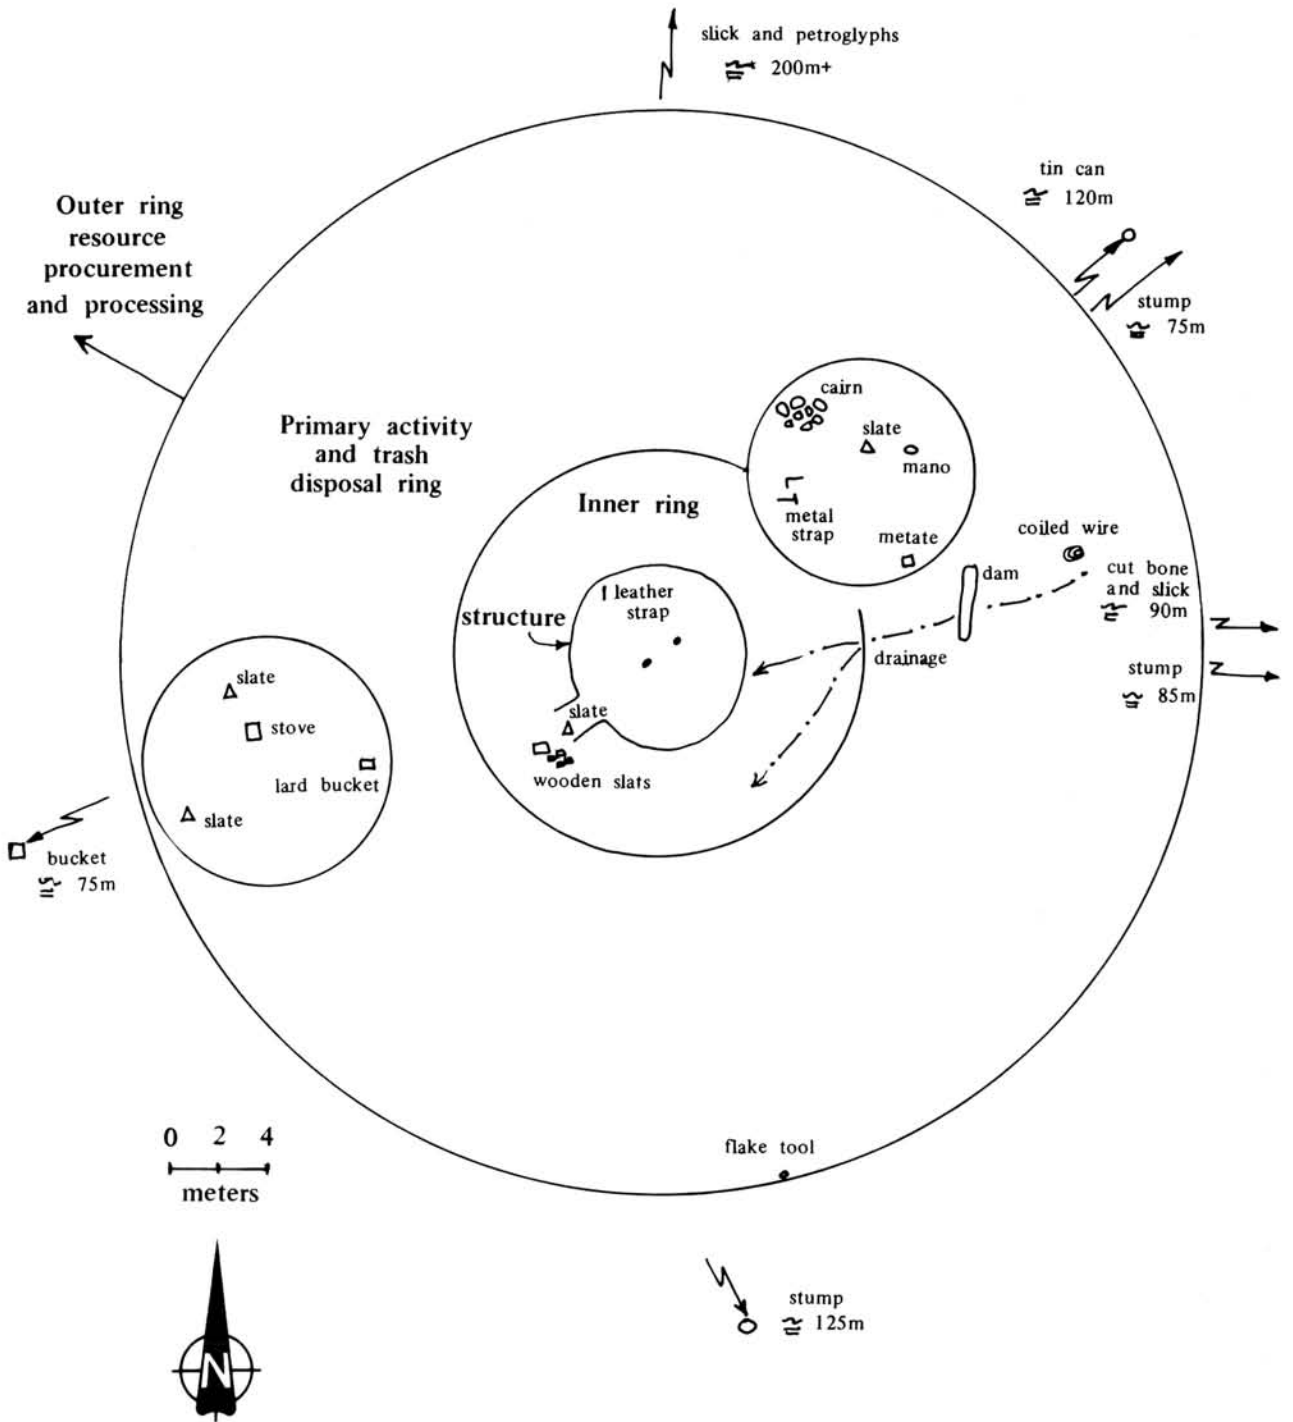 slick and petroglyphs
≅ 200m+
tin can
≅ 120m
Outer ring
resource
procurement
and processing
stump
≅ 75m
cairn
Primary activity
and trash
disposal ring
slate
mano
Inner ring
metal
strap
metate
coiled wire
dam
cut bone
and slick
≅ 90m
leather
strap
structure
drainage
stump
≅ 85m
slate
slate
stove
lard bucket
wooden slats
slate
bucket
≅ 75m
0 2 4
meters
flake tool
stump
≅ 125m
N